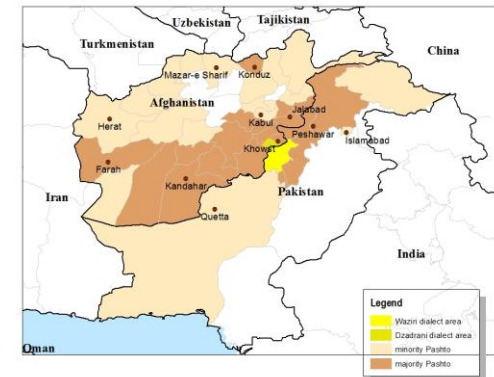 Uzbekistan
Tajikistan
Turkmenistan
China
Mazar-e Sharif
Konduz
Afghanistan
Jalabad
Herat
Kabul
Peshawar
Islamabad
Khowst
Farah
Kandahar
Iran
Pakistan
Quetta
India
Oman
Legend
Waziri dialect area
Dzadrani dialect area
minority Pashto
majority Pashto